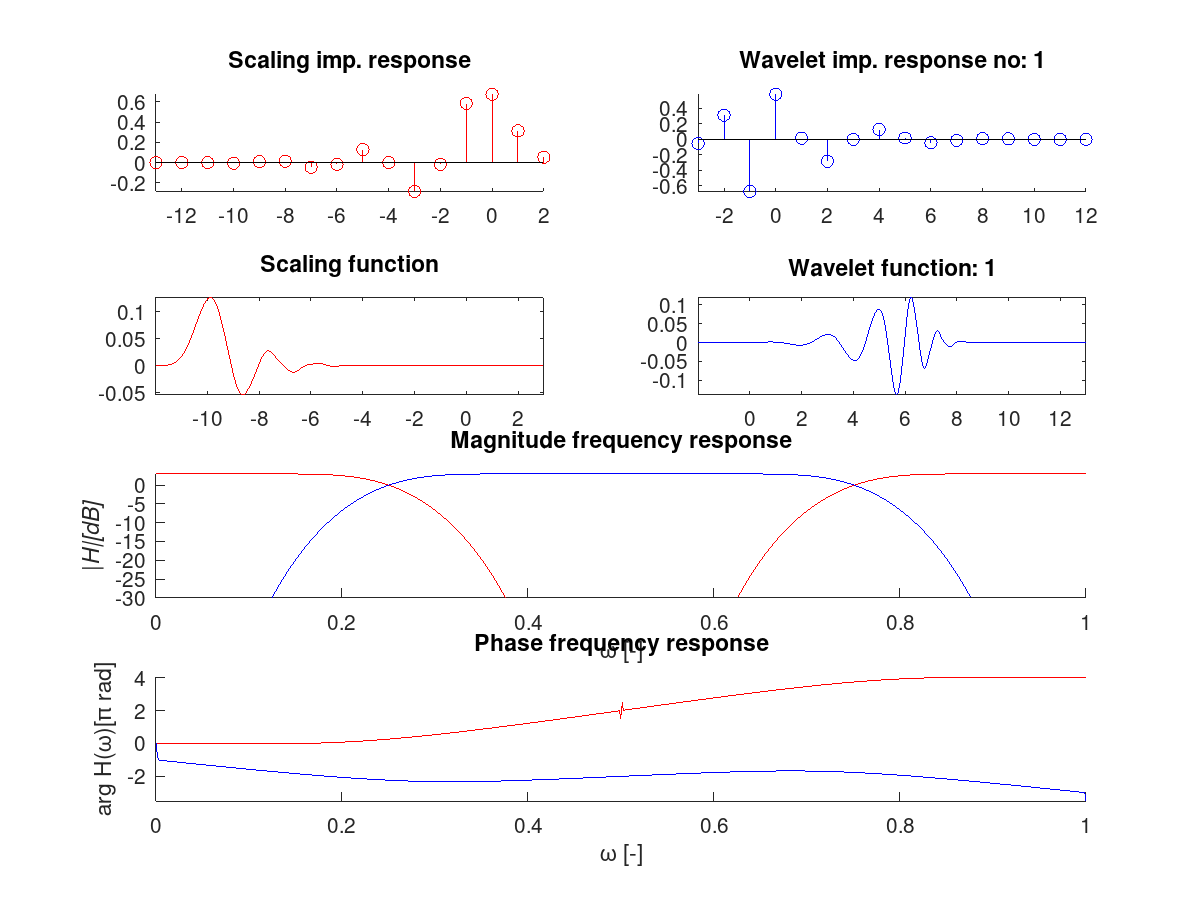 Scaling imp. response
0.6
0.4
0.2
0
-0.2
-12 -10 -8 -6 -4 -2 0 2
Wavelet imp. response no: 1
0.4
0.2
0
-0.2
-0.4
-0.6
-2 0 2 4 6 8 10 12
Scaling function
0.1
0.05
0
-0.05
-10 -8 -6 -4 -2 0 2
Wavelet function: 1
0.1
0.05
0
-0.05
-0.1
0 2 4 6 8 10 12
Magnitude frequency response
|H|[dB]
0
-5
-10
-15
-20
-25
-30
0 0.2 0.4 0.6 0.8 1
ω [-]
Phase frequency response
arg H(ω)[π rad]
4
2
0
-2
0 0.2 0.4 0.6 0.8 1
ω [-]